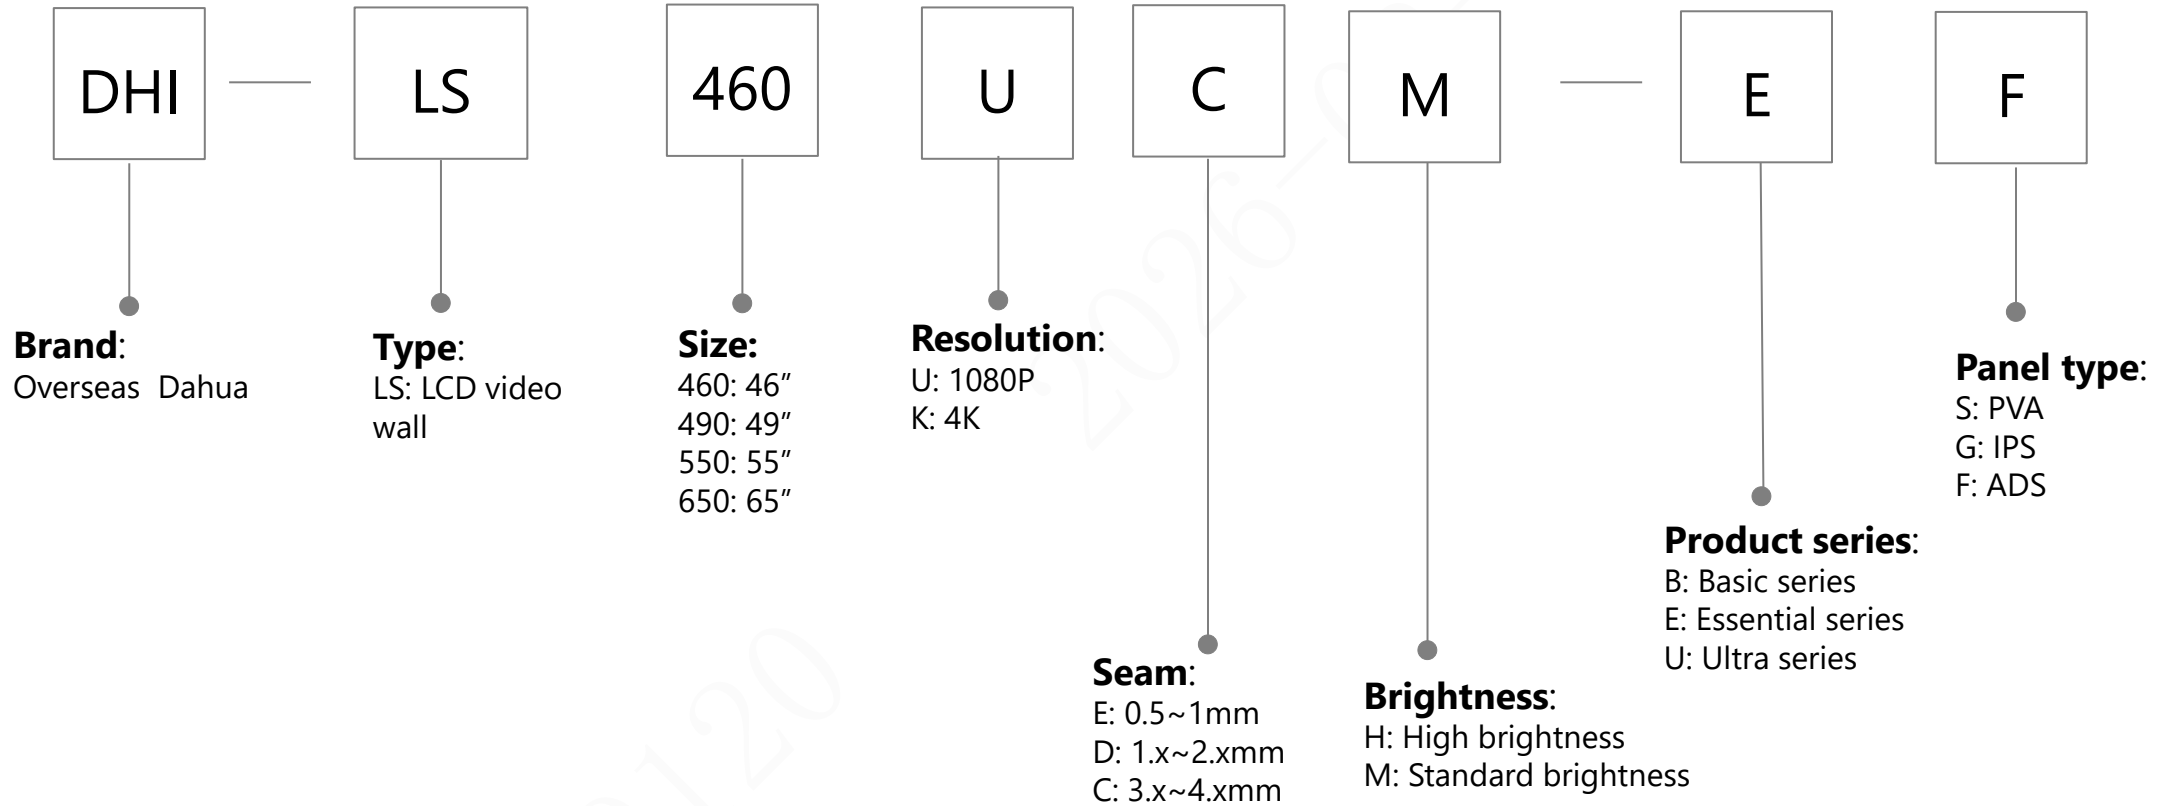 DHI LS 460 U C M E F
Brand:
Overseas Dahua
Type:
LS: LCD video
wall
Size:
460: 46″
490: 49″
550: 55″
650: 65″
Resolution:
U: 1080P
K: 4K
Seam:
E: 0.5~1mm
D: 1.x~2.xmm
C: 3.x~4.xmm
Brightness:
H: High brightness
M: Standard brightness
Product series:
B: Basic series
E: Essential series
U: Ultra series
Panel type:
S: PVA
G: IPS
F: ADS